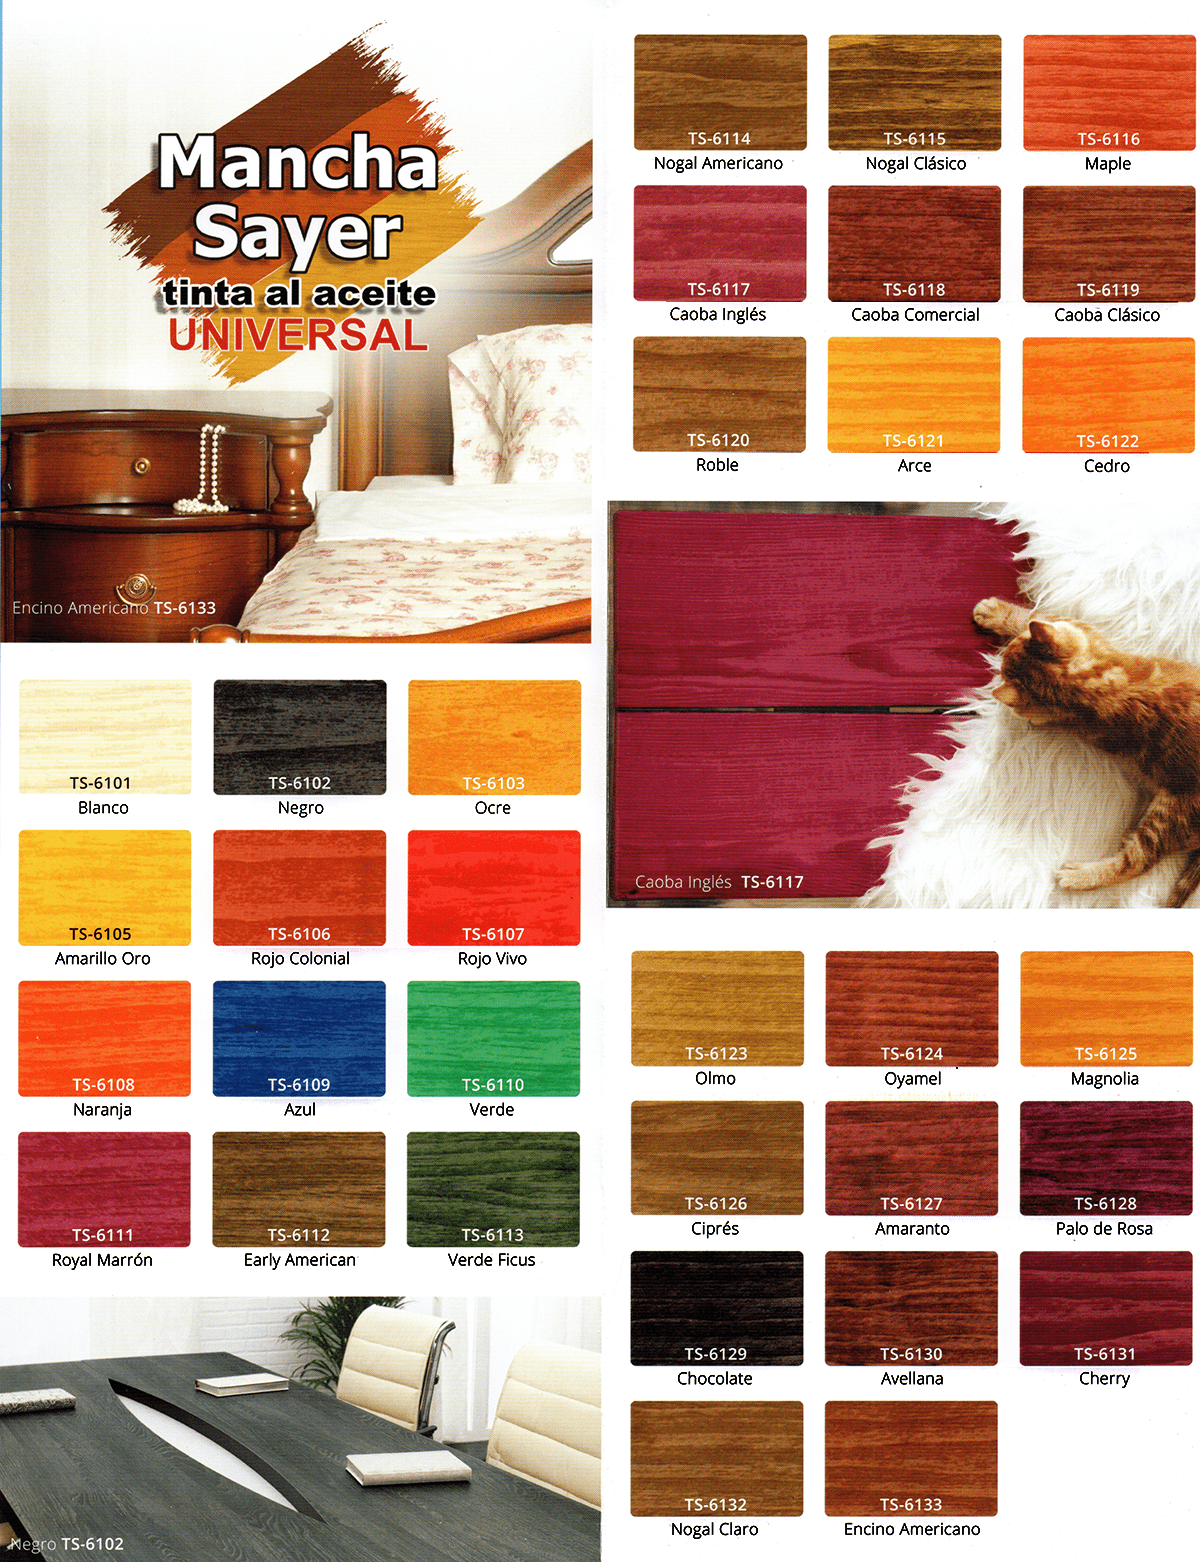 Mancha
Sayer
tinta al aceite
UNIVERSAL
Encino Americano TS-6133
TS-6101
Blanco
TS-6102
Negro
TS-6103
Ocre
TS-6105
Amarillo Oro
TS-6106
Rojo Colonial
TS-6107
Rojo Vivo
TS-6108
Naranja
TS-6109
Azul
TS-6110
Verde
TS-6111
Royal Marrón
TS-6112
Early American
TS-6113
Verde Ficus
Negro TS-6102
TS-6114
Nogal Americano
TS-6115
Nogal Clásico
TS-6116
Maple
TS-6117
Caoba Inglés
TS-6118
Caoba Comercial
TS-6119
Caoba Clásico
TS-6120
Roble
TS-6121
Arce
TS-6122
Cedro
Caoba Inglés TS-6117
TS-6123
Olmo
TS-6124
Oyamel
TS-6125
Magnolia
TS-6126
Ciprés
TS-6127
Amaranto
TS-6128
Palo de Rosa
TS-6129
Chocolate
TS-6130
Avellana
TS-6131
Cherry
TS-6132
Nogal Claro
TS-6133
Encino Americano